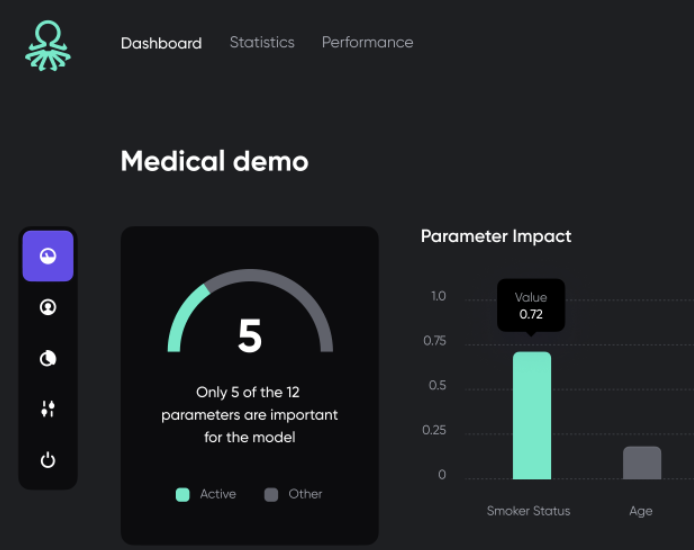 Dashboard Statistics Performance
Medical demo
5
Only 5 of the 12
parameters are important
for the model
Active Other
Parameter Impact
Value
0.72
1.0
0.75
0.5
0.25
0
Smoker Status Age